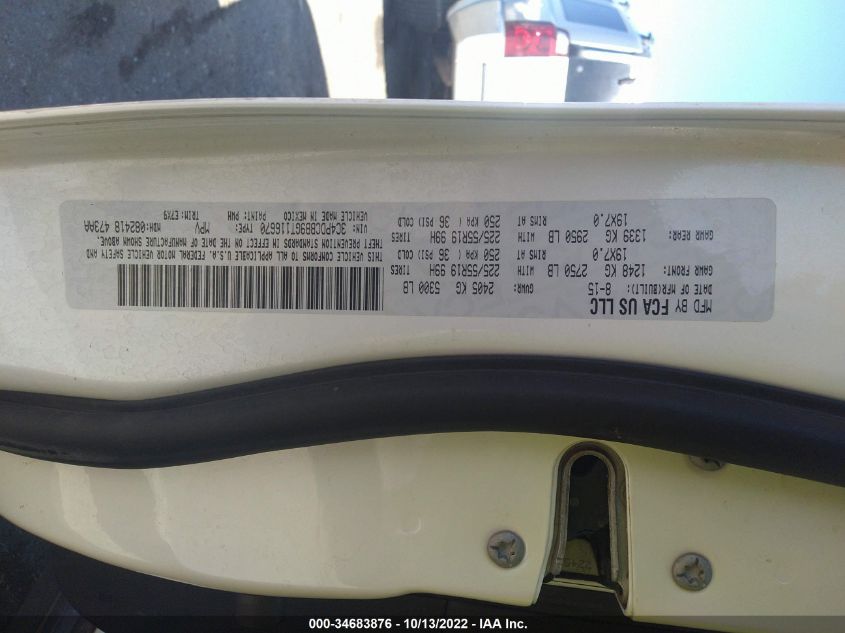 MFD BY FCA US LLC
DATE OF MFR(BUILT): 8-15 GVWR: 2405 KG 5300 LB
GAWR FRONT: 1248 KG 2750 LB WITH 225/55R19 99H TIRES
19X7.0 RIMS AT 250 KPA ( 36 PSI) COLD
GAWR REAR: 1339 KG 2950 LB WITH 225/55R19 99H TIRES
19X7.0 RIMS AT 250 KPA ( 36 PSI) COLD
THIS VEHICLE CONFORMS TO ALL APPLICABLE U.S.A. FEDERAL MOTOR VEHICLE SAFETY AND
THEFT PREVENTION STANDARDS IN EFFECT ON THE DATE OF MANUFACTURE SHOWN ABOVE.
VIN: 3C4PDCBB96T116670 TYPE: MPV MDH:082418 473AA
VEHICLE MADE IN MEXICO PAINT: PWH TRIM: E7X9
000-34683876 - 10/13/2022 - IAA Inc.